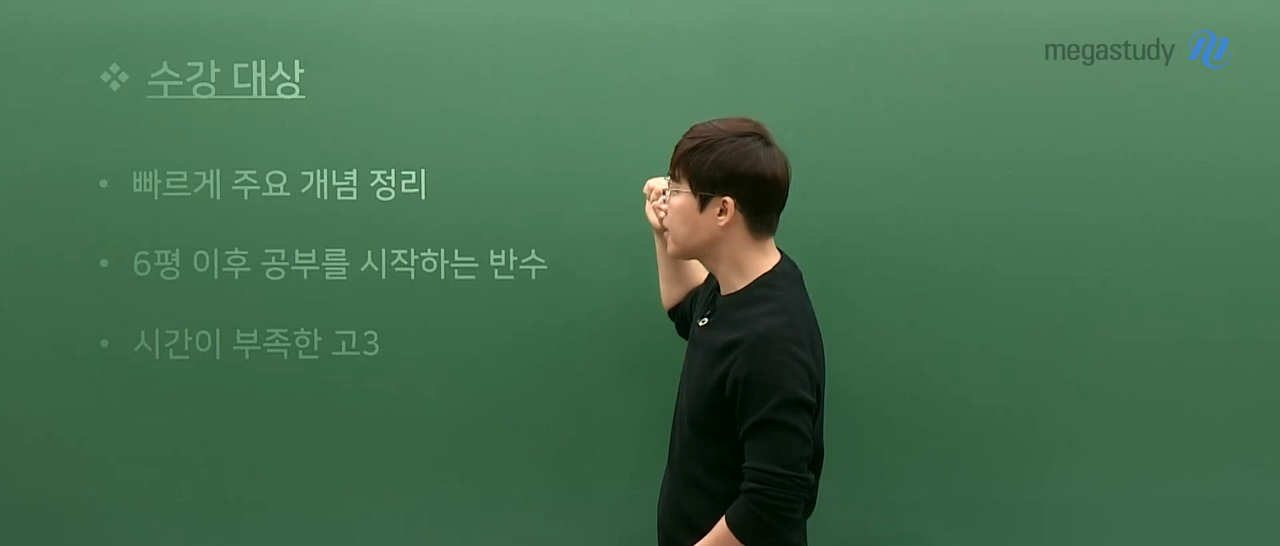 megastudy
❖ 수강 대상
• 빠르게 주요 개념 정리
• 6평 이후 공부를 시작하는 반수
• 시간이 부족한 고3